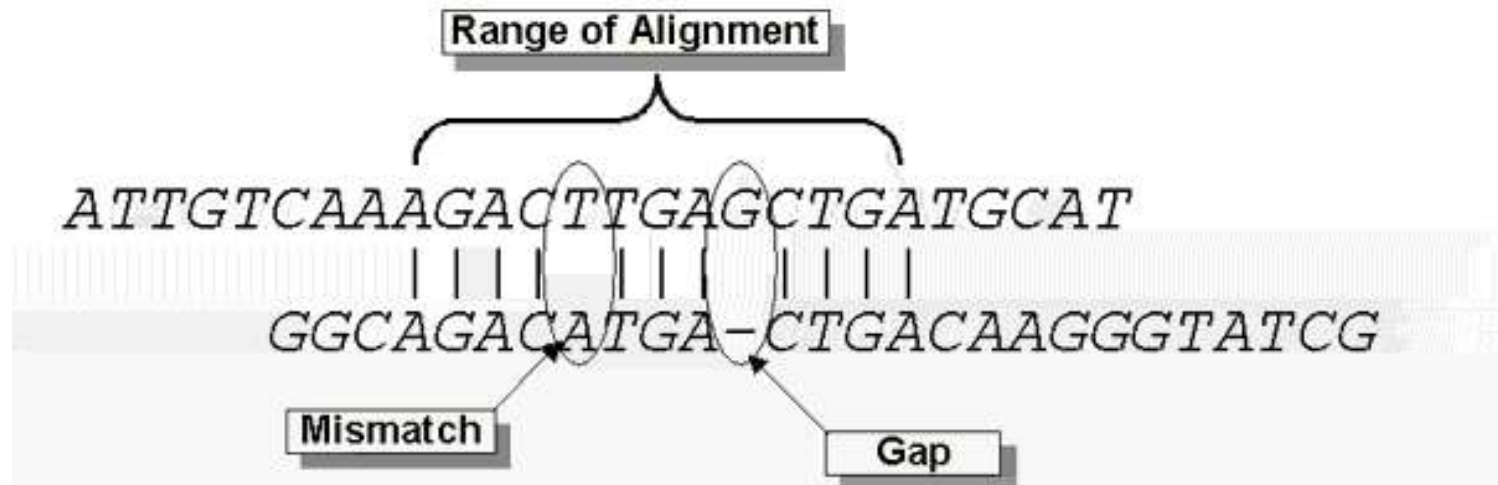 Range of Alignment
ATTGTCAAAGACTTGAGCTGATGCAT
GGCAGACATGA–CTGACAAGGGTATCG
Mismatch
Gap